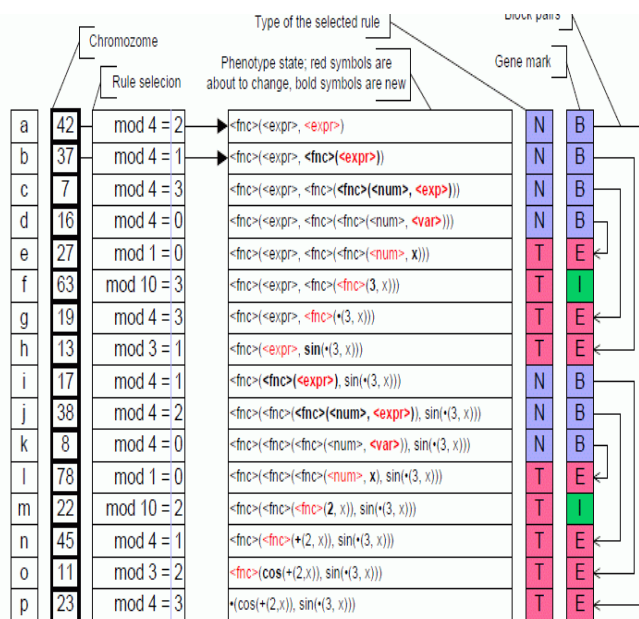 Type of the selected rule
Block pairs
Chromozome
Rule selecion
Phenotype state; red symbols are
about to change, bold symbols are new
Gene mark
a 42 mod 4 = 2 <fnc>(<expr>, <expr>) N B
b 37 mod 4 = 1 <fnc>(<expr>, <fnc>(<expr>)) N B
c 7 mod 4 = 3 <fnc>(<expr>, <fnc>(<fnc>(<num>, <exp>))) N B
d 16 mod 4 = 0 <fnc>(<expr>, <fnc>(<fnc>(<num>, <var>))) N B
e 27 mod 1 = 0 <fnc>(<expr>, <fnc>(<fnc>(<num>, x))) T E
f 63 mod 10 = 3 <fnc>(<expr>, <fnc>(<fnc>(3, x))) T I
g 19 mod 4 = 3 <fnc>(<expr>, <fnc>(•(3, x))) T E
h 13 mod 3 = 1 <fnc>(<expr>, sin(•(3, x))) T E
i 17 mod 4 = 1 <fnc>(<fnc>(<expr>), sin(•(3, x))) N B
j 38 mod 4 = 2 <fnc>(<fnc>(<fnc>(<num>, <expr>)), sin(•(3, x))) N B
k 8 mod 4 = 0 <fnc>(<fnc>(<fnc>(<num>, <var>)), sin(•(3, x))) N B
l 78 mod 1 = 0 <fnc>(<fnc>(<fnc>(<num>, x), sin(•(3, x))) T E
m 22 mod 10 = 2 <fnc>(<fnc>(<fnc>(2, x)), sin(•(3, x))) T I
n 45 mod 4 = 1 <fnc>(<fnc>(+(2, x)), sin(•(3, x))) T E
o 11 mod 3 = 2 <fnc>(cos(+(2,x)), sin(•(3, x))) T E
p 23 mod 4 = 3 •(cos(+(2,x)), sin(•(3, x))) T E